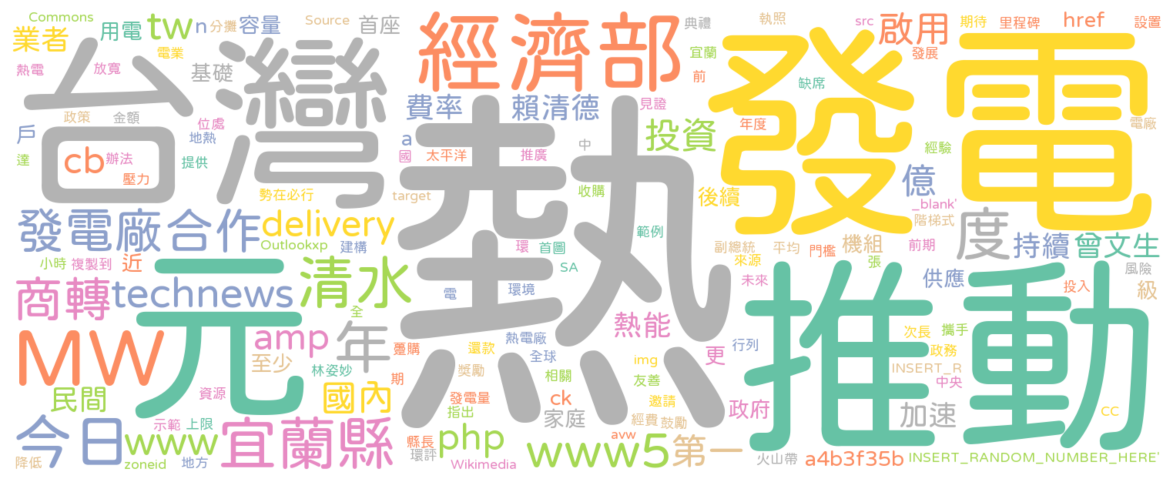 Commons
Source
典禮
執照
src
期待
里程碑
href
設置
業者
用電
tw
n
分攤
容量
首座
經濟部
宜蘭
啟用
發展
電業
熱電
放寬
台灣
基礎
前
缺席
發電
政策
金額
費率
賴清德
見證
年度
電廠
戶
位處
地熱
a
投資
達
cb
辦法
壓力
提供
國
太平洋
推廣
中
經驗
億
勢在必行
target
熱
收購
後續
_blank'
階梯式
發電廠
合作
delivery
Outlookxp
建構
環
首圖
範例
副總統
平均
門檻
機組
前期
度
持續
曾文生
小時
複製到
近
清水
SA
來源
張
供應
風險
級
商轉
technews
電
環境
未來
推動
投入
元
全
熱能
MW
amp
年
躉購
還款
熱電廠
全球
更
行列
次長
攜手
至少
林姿妙
img
友善
政務
INSERT_R
期
獎勵
相關
中央
民間
資源
國內
發電量
ck
邀請
政府
加速
CC
示範
上限
指出
家庭
經費
鼓勵
今日
www
宜蘭縣
縣長
php
avw
www5
第一
降低
zoneid
地方
環評
Wikimedia
火山帶
a4b3f35b
INSERT_RANDOM_NUMBER_HERE'